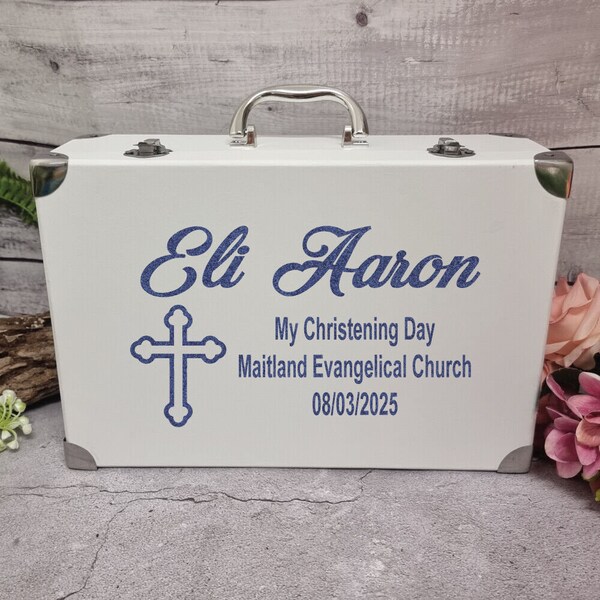 Eli Aaron
My Christening Day
Maitland Evangelical Church
08/03/2025